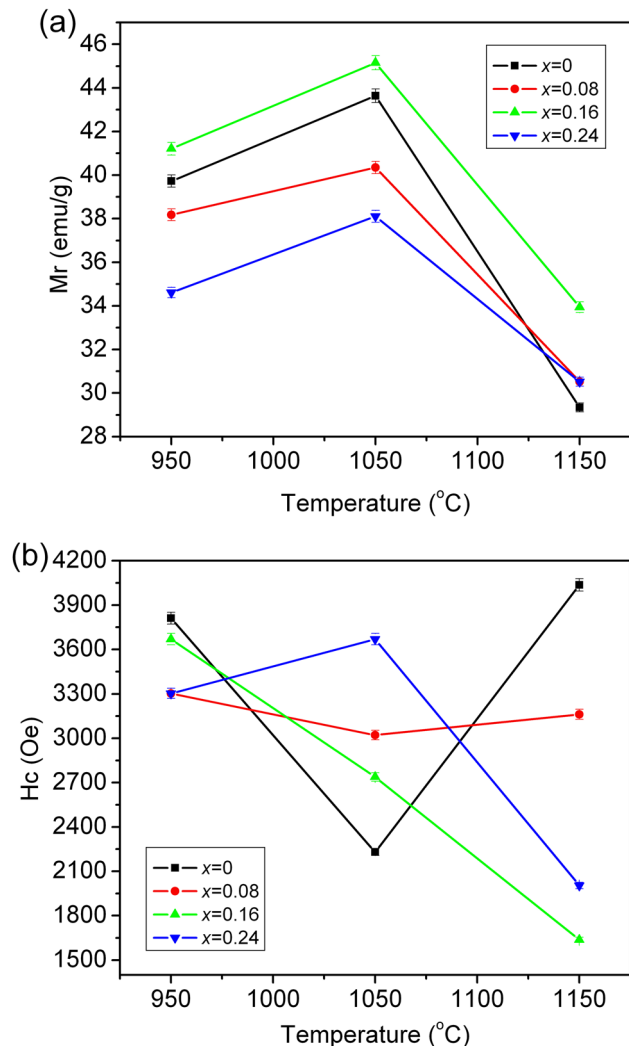 (a)
46
44
42
40
38
36
34
32
30
28
Mr (emu/g)
x=0
x=0.08
x=0.16
x=0.24
950 1000 1050 1100 1150
Temperature (°C)
(b)
4200
3900
3600
3300
3000
2700
2400
2100
1800
1500
Hc (Oe)
x=0
x=0.08
x=0.16
x=0.24
950 1000 1050 1100 1150
Temperature (°C)